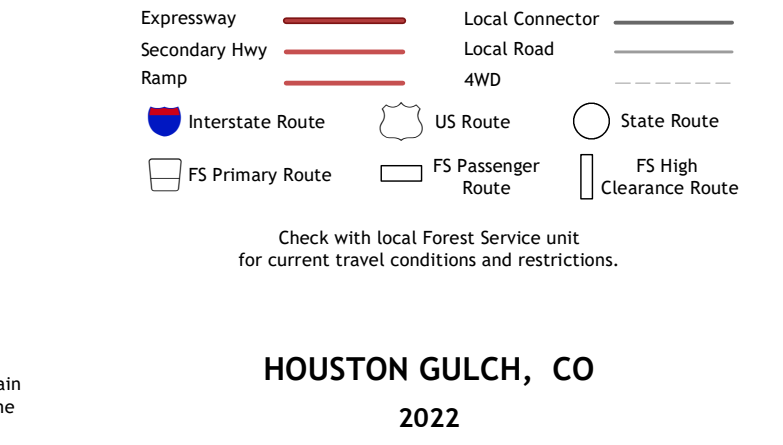 Expressway
Local Connector
Secondary Hwy
Local Road
Ramp
4WD
Interstate Route
US Route
State Route
FS Primary Route
FS Passenger
Route
FS High
Clearance Route
Check with local Forest Service unit
for current travel conditions and restrictions.
HOUSTON GULCH, CO
2022